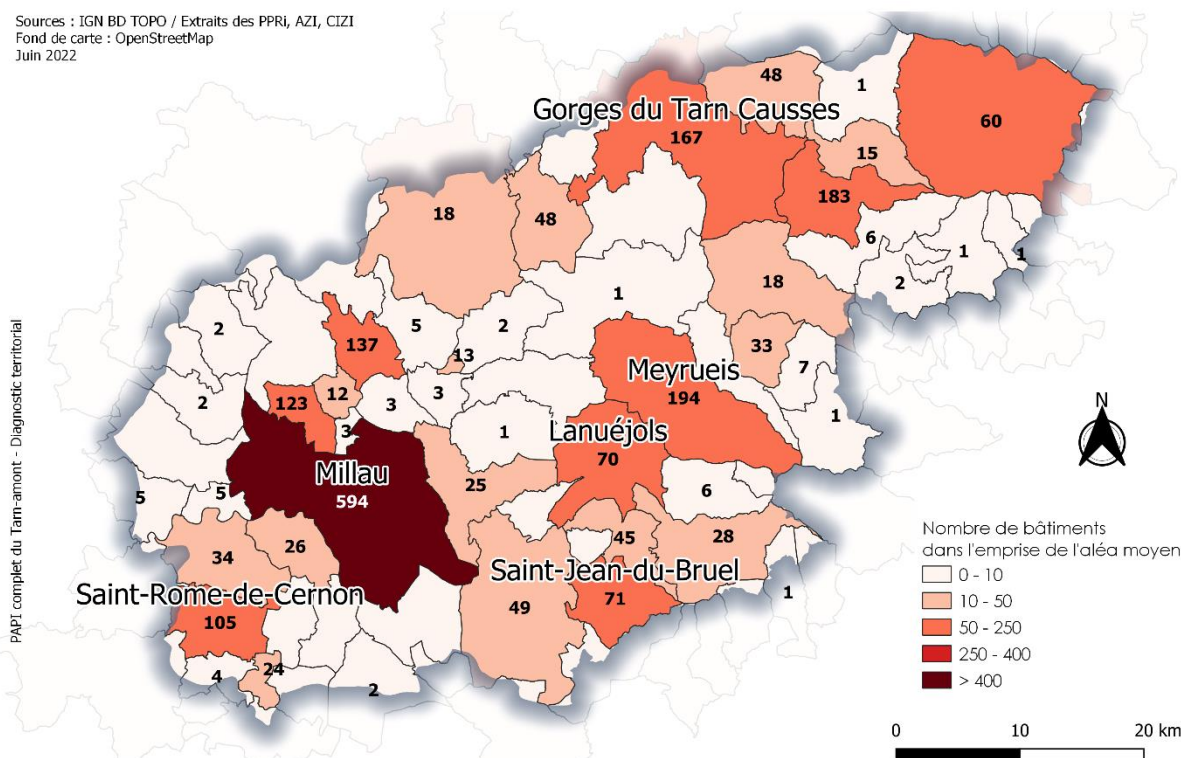 Sources : IGN BD TOPO / Extraits des PPRi, AZI, CIZI
Fond de carte : OpenStreetMap
Juin 2022
48
1
Gorges du Tarn Causses
167
60
15
183
18
48
6
1
1
2
18
1
2
5
2
137
13
33
7
Meyrueis
194
12
3
2
123
3
1
3
1
Lanuéjols
70
Millau
594
25
6
5
5
N
34
26
45
28
Saint-Jean-du-Bruel
71
49
1
Saint-Rome-de-Cernon
105
4
24
2
Nombre de bâtiments
dans l'emprise de l'aléa moyen
0 - 10
10 - 50
50 - 250
250 - 400
> 400
0 10 20 km
PAPI complet du Tarn-amont - Diagnostic territorial